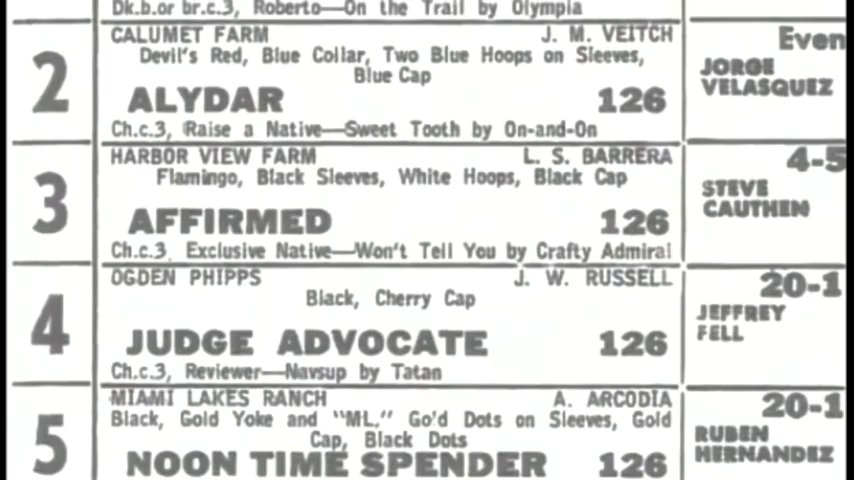 Dk.b.or br.c.3, Roberto—On the Trail by Olympia
2
CALUMET FARM J. M. VEITCH
Devil's Red, Blue Collar, Two Blue Hoops on Sleeves,
Blue Cap
ALYDAR 126
Ch.c.3, Raise a Native—Sweet Tooth by On-and-On
Even
JORGE
VELASQUEZ
3
HARBOR VIEW FARM L. S. BARRERA
Flamingo, Black Sleeves, White Hoops, Black Cap
AFFIRMED 126
Ch.c.3, Exclusive Native—Won't Tell You by Crafty Admiral
4-5
STEVE
CAUTHEN
4
OGDEN PHIPPS J. W. RUSSELL
Black, Cherry Cap
JUDGE ADVOCATE 126
Ch.c.3, Reviewer—Navsup by Tatan
20-1
JEFFREY
FELL
5
MIAMI LAKES RANCH A. ARCODIA
Black, Gold Yoke and "ML," Go'd Dots on Sleeves, Gold
Cap, Black Dots
NOON TIME SPENDER 126
20-1
RUBEN
HERNANDEZ